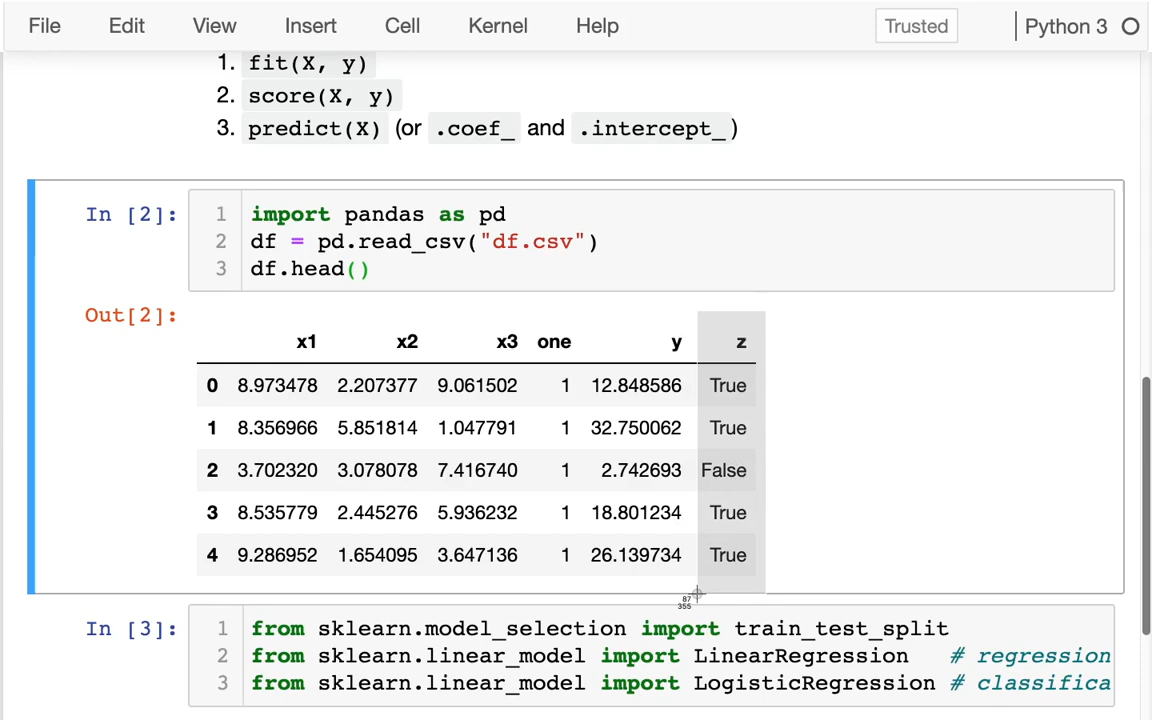 File Edit View Insert Cell Kernel Help Trusted Python 3
1. fit(X, y)
2. score(X, y)
3. predict(X) (or .coef_ and .intercept_)
In [2]: 1 import pandas as pd
2 df = pd.read_csv("df.csv")
3 df.head()
Out[2]:
x1 x2 x3 one y z
0 8.973478 2.207377 9.061502 1 12.848586 True
1 8.356966 5.851814 1.047791 1 32.750062 True
2 3.702320 3.078078 7.416740 1 2.742693 False
3 8.535779 2.445276 5.936232 1 18.801234 True
4 9.286952 1.654095 3.647136 1 26.139734 True
87
355
In [3]: 1 from sklearn.model_selection import train_test_split
2 from sklearn.linear_model import LinearRegression # regression
3 from sklearn.linear_model import LogisticRegression # classifica